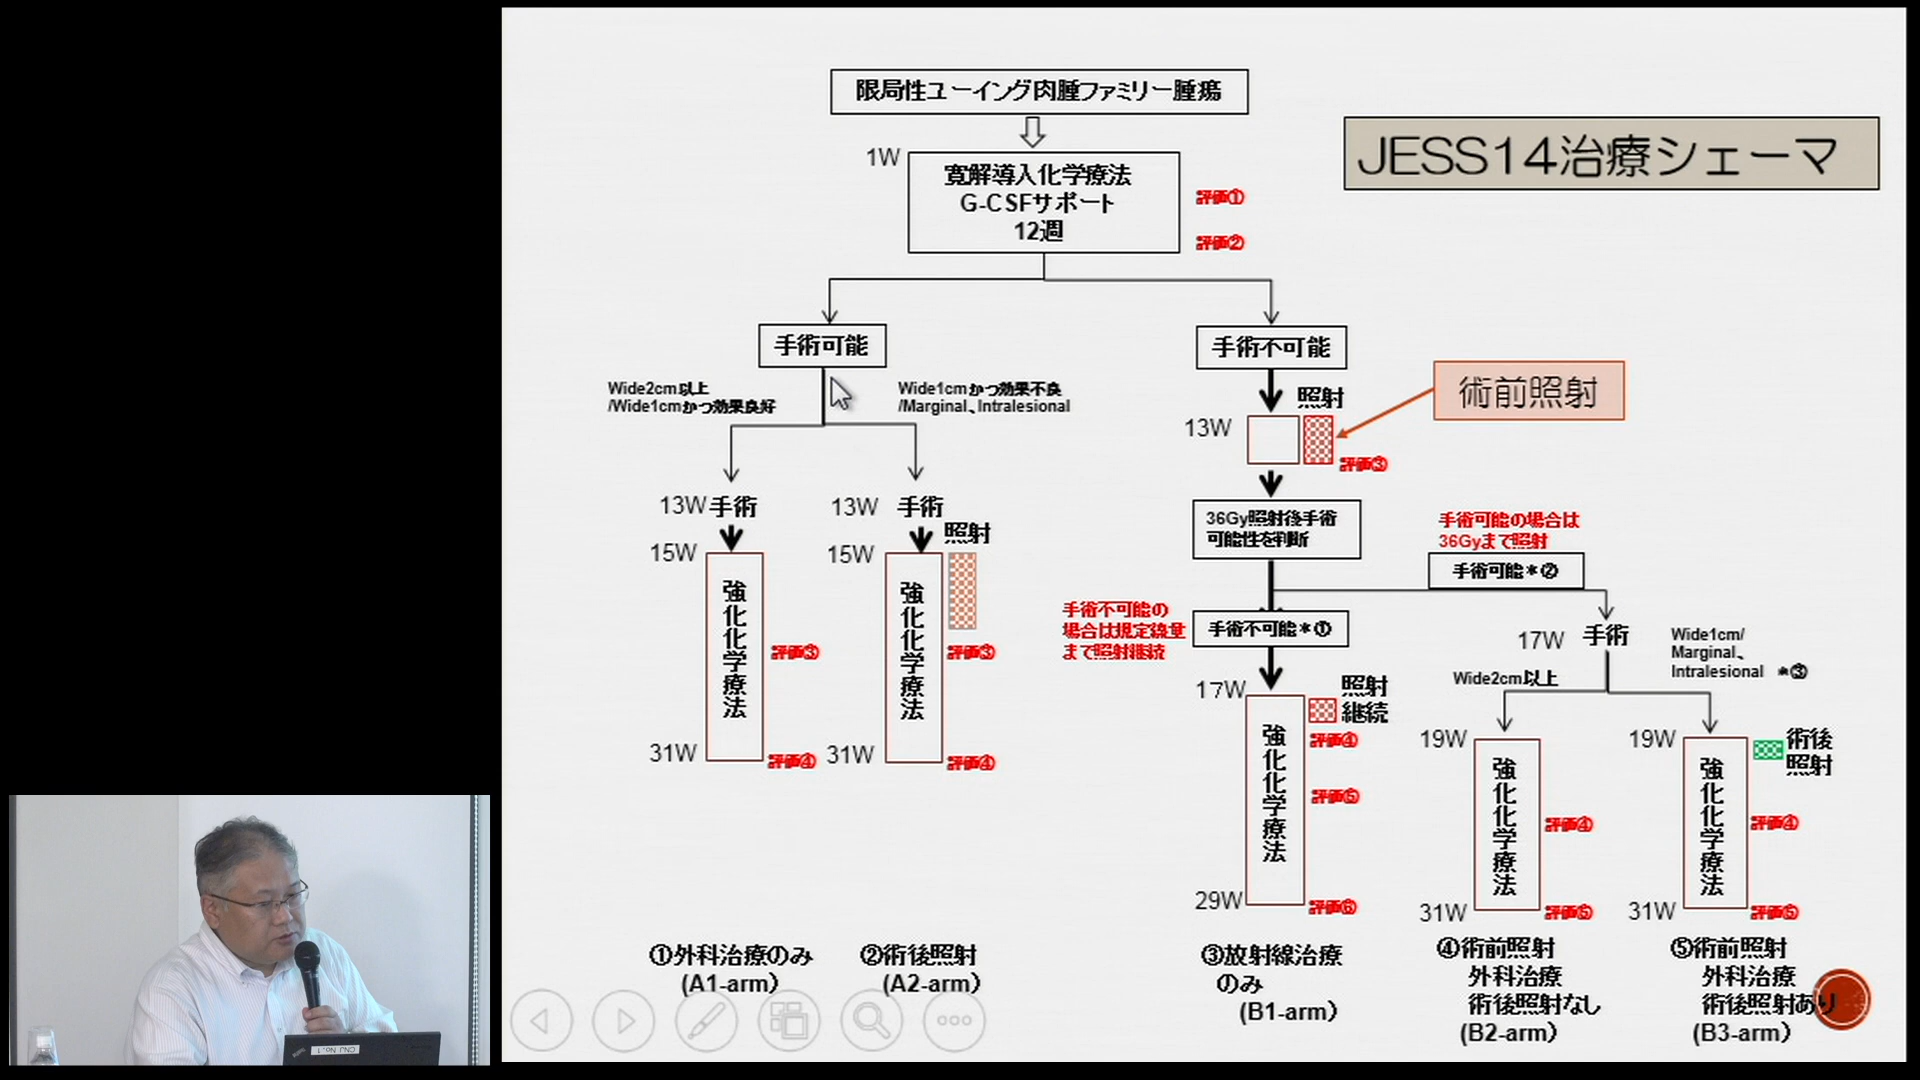 限局性ユーイング肉腫ファミリー腫瘍
JESS14治療シェーマ
1W
寛解導入化学療法
G-CSFサポート
12週
評価①
評価②
手術可能
手術不可能
Wide2cm以上
/Wide1cmかつ効果良好
Wide1cmかつ効果不良
/Marginal、Intralesional
照射
術前照射
13W
評価③
13W手術
13W 手術
照射
36Gy照射後手術
可能性を判断
手術可能の場合は
36Gyまで照射
手術可能＊②
15W
強化化学療法
評価③
31W
評価④
15W
強化化学療法
評価③
31W
評価④
手術不可能の
場合は規定線量
まで照射継続
手術不可能＊①
17W 手術
Wide1cm/
Marginal、
Intralesional ＊③
Wide2cm以上
17W
照射
継続
強化化学療法
評価④
評価⑤
29W
評価⑥
19W
強化化学療法
評価④
31W
評価⑤
19W
術後
照射
強化化学療法
評価④
31W
評価⑤
①外科治療のみ
(A1-arm)
②術後照射
(A2-arm)
③放射線治療
のみ
(B1-arm)
④術前照射
外科治療
術後照射なし
(B2-arm)
⑤術前照射
外科治療
術後照射あり
(B3-arm)
CNJ No.1